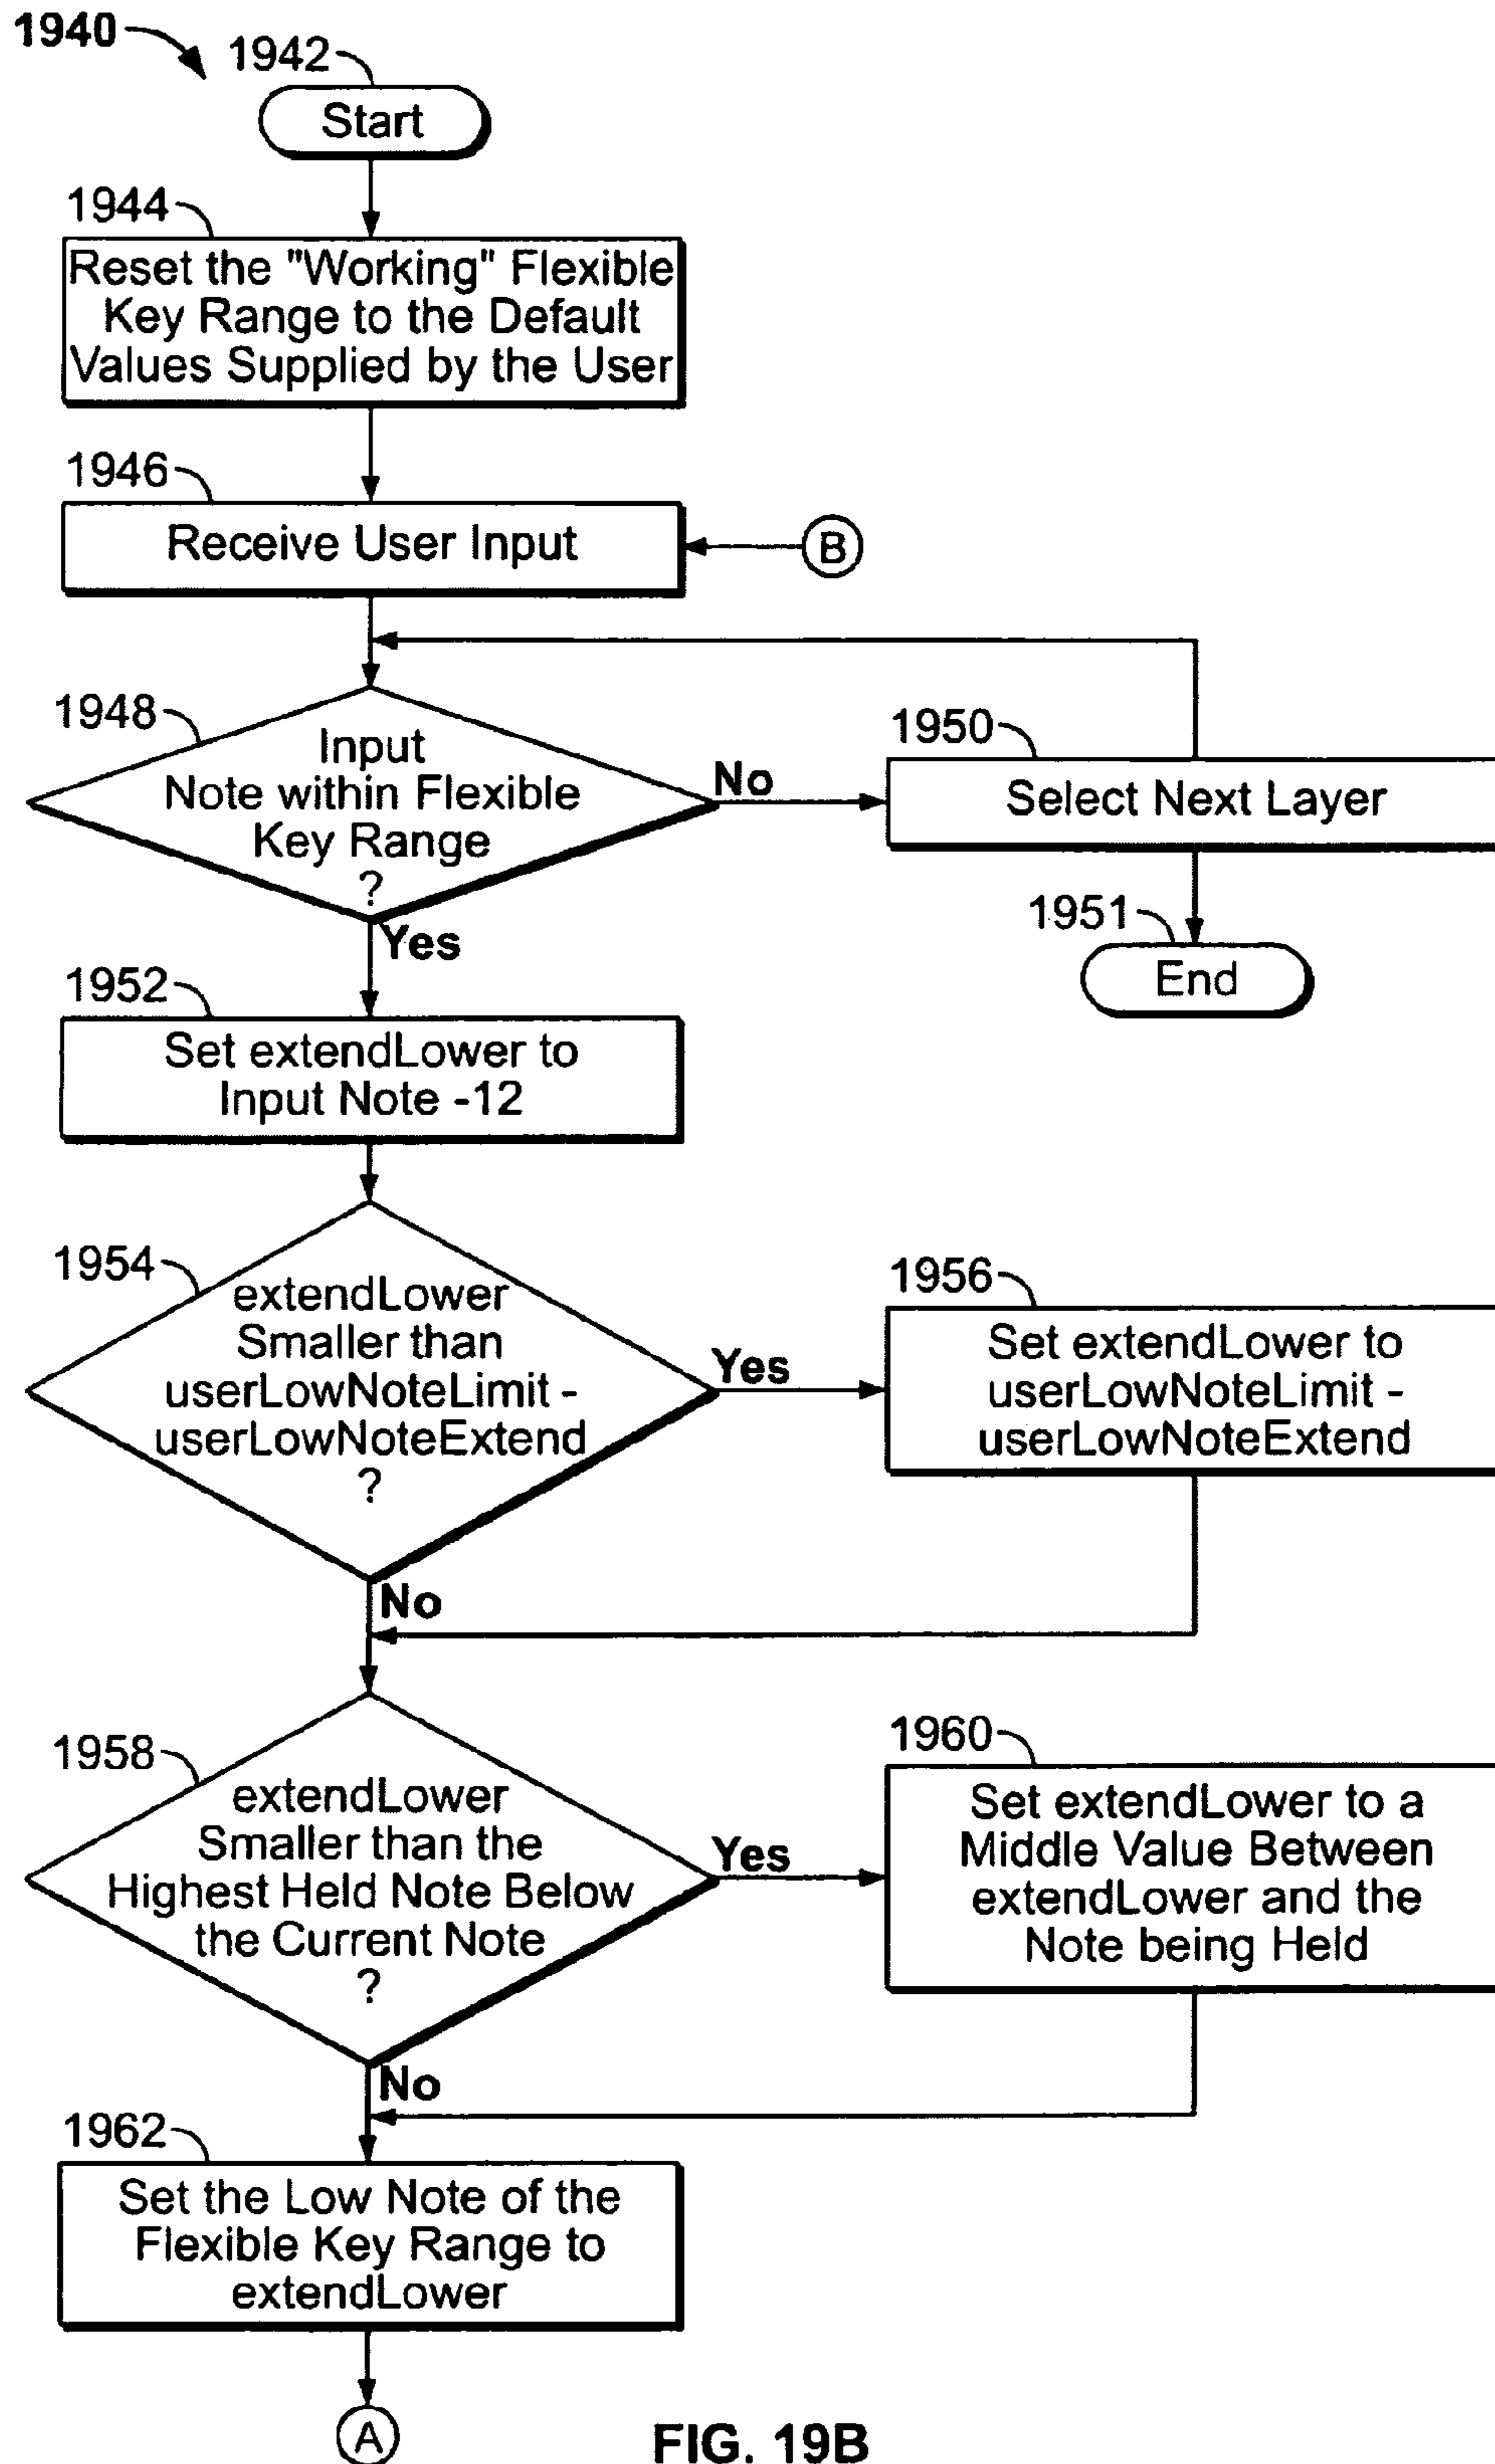 1940
1942
Start
1944
Reset the "Working" Flexible
Key Range to the Default
Values Supplied by the User
1946
Receive User Input
B
1948
Input
Note within Flexible
Key Range
?
No
1950
Select Next Layer
1951
End
Yes
1952
Set extendLower to
Input Note -12
1954
extendLower
Smaller than
userLowNoteLimit -
userLowNoteExtend
?
Yes
1956
Set extendLower to
userLowNoteLimit -
userLowNoteExtend
No
1958
extendLower
Smaller than the
Highest Held Note Below
the Current Note
?
Yes
1960
Set extendLower to a
Middle Value Between
extendLower and the
Note being Held
No
1962
Set the Low Note of the
Flexible Key Range to
extendLower
A
FIG. 19B